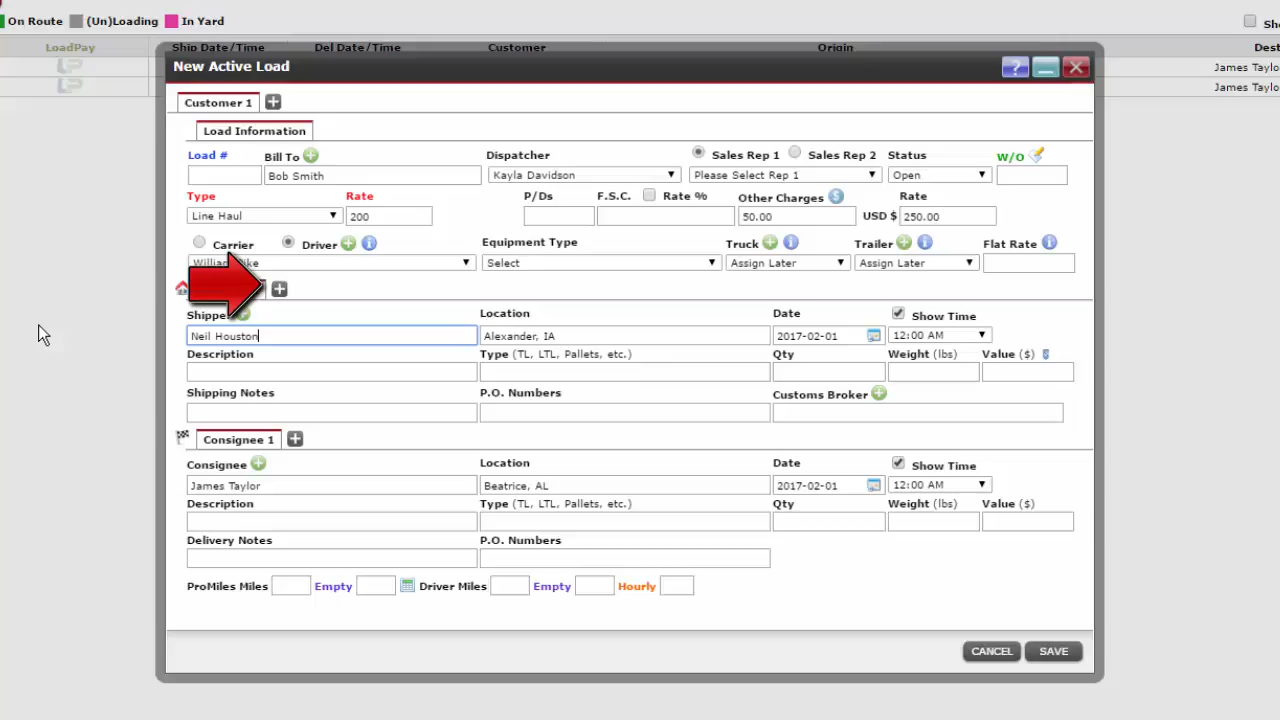 On Route (Un)Loading In Yard
LoadPay Ship Date/Time Del Date/Time Customer Origin
New Active Load ?
James Taylor
Customer 1
Load Information
Load # Bill To Dispatcher Sales Rep 1 Sales Rep 2 Status W/O
Bob Smith Kayla Davidson Please Select Rep 1 Open
Type Rate P/Ds F.S.C. Rate % Other Charges Rate
Line Haul 200 50.00 USD $ 250.00
Carrier Driver Equipment Type Truck Trailer Flat Rate
Select Assign Later Assign Later
Shipper Location Date Show Time
Neil Houston Alexander, IA 2017-02-01 12:00 AM
Description Type (TL, LTL, Pallets, etc.) Qty Weight (lbs) Value ($)
Shipping Notes P.O. Numbers Customs Broker
Consignee 1
Consignee Location Date Show Time
James Taylor Beatrice, AL 2017-02-01 12:00 AM
Description Type (TL, LTL, Pallets, etc.) Qty Weight (lbs) Value ($)
Delivery Notes P.O. Numbers
ProMiles Miles Empty Driver Miles Empty Hourly
CANCEL SAVE